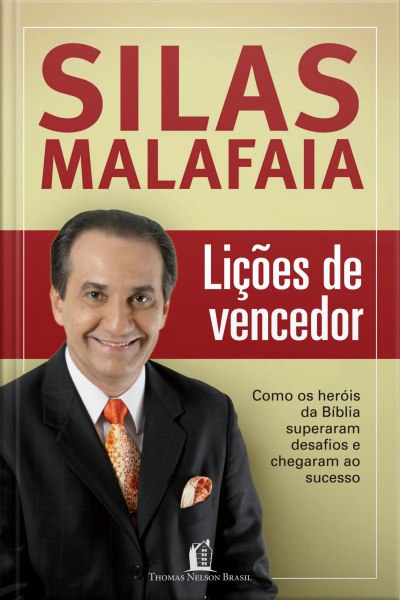 SILAS
MALAFAIA
Lições de
vencedor
Como os heróis
da Bíblia
superaram
desafios e
chegaram ao
sucesso
THOMAS NELSON BRASIL